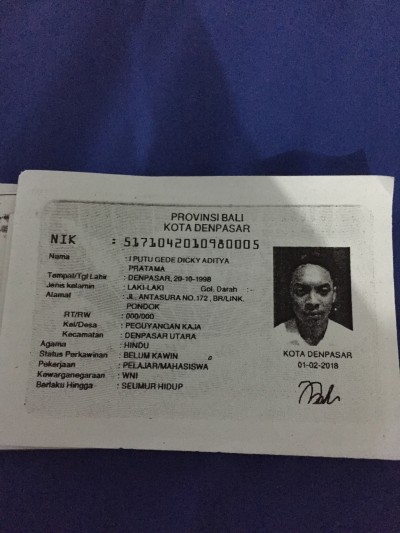 PROVINSI BALI
KOTA DENPASAR
NIK : 5171042010980005
Nama : I PUTU GEDE DICKY ADITYA
PRATAMA
Tempat/Tgl Lahir : DENPASAR, 20-10-1998
Jenis kelamin : LAKI-LAKI Gol. Darah : -
Alamat : JL. ANTASURA NO.172 , BR/LINK.
PONDOK
RT/RW : 000/000
Kel/Desa : PEGUYANGAN KAJA
Kecamatan : DENPASAR UTARA
Agama : HINDU
Status Perkawinan : BELUM KAWIN
Pekerjaan : PELAJAR/MAHASISWA
Kewarganegaraan : WNI
Berlaku Hingga : SEUMUR HIDUP
KOTA DENPASAR
01-02-2018